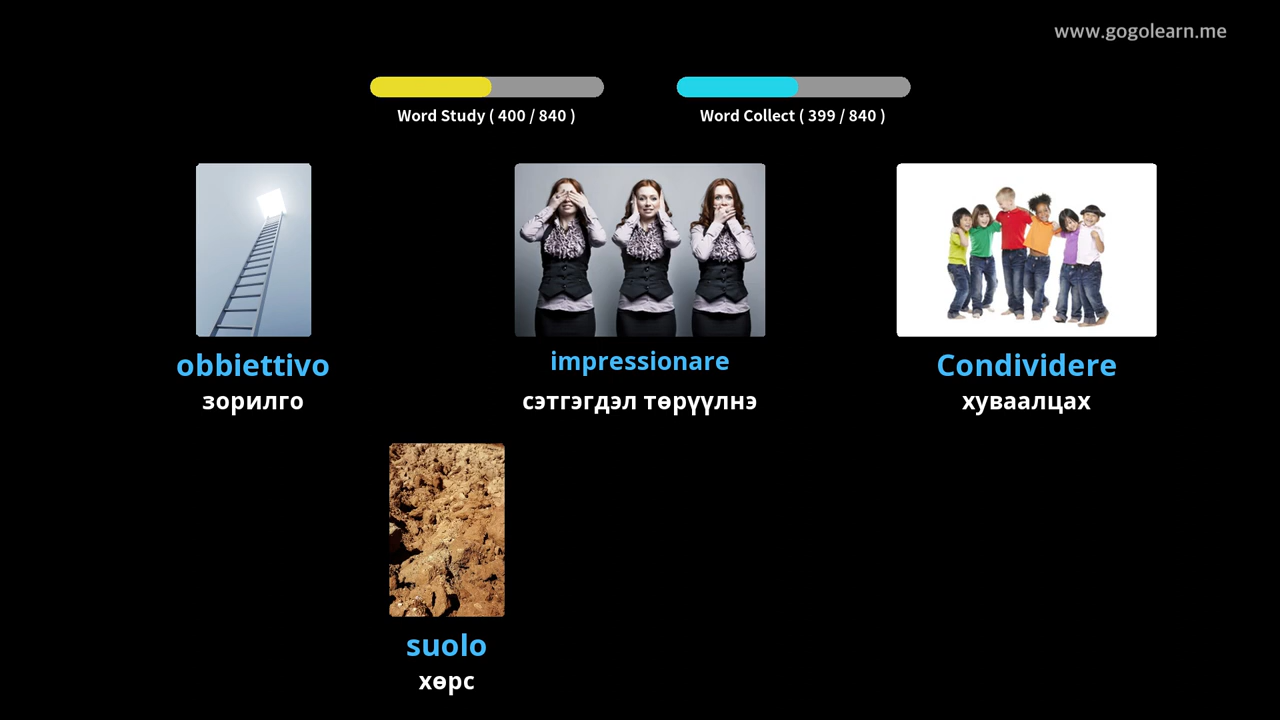 www.gogolearn.me
Word Study ( 400 / 840 )
Word Collect ( 399 / 840 )
obbiettivo
зорилго
impressionare
сэтгэгдэл төрүүлнэ
Condividere
хуваалцах
suolo
хөрс